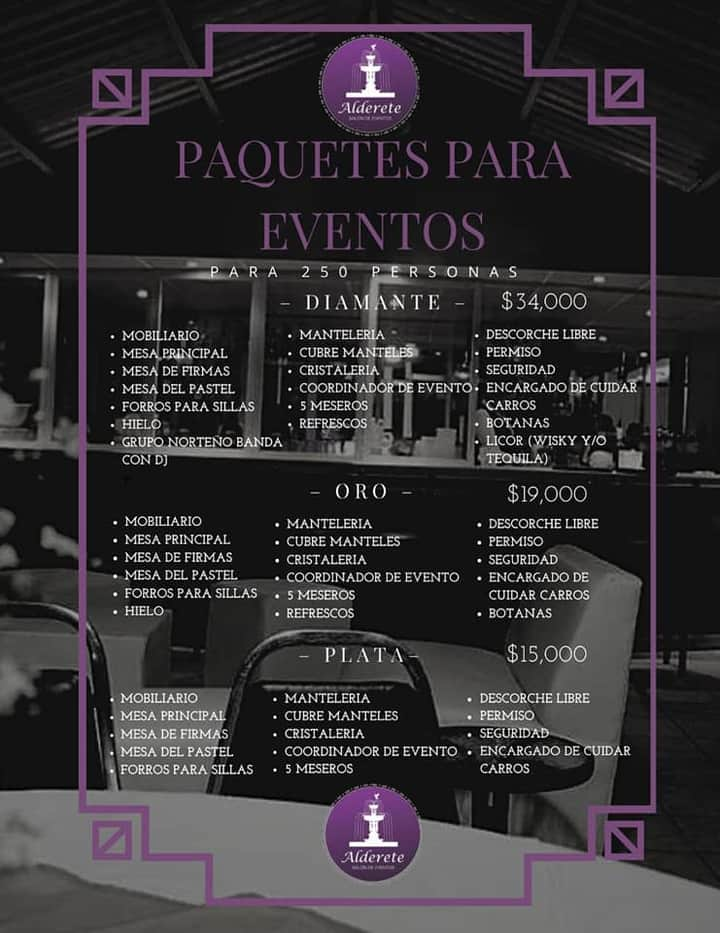 Alderete
SALON DE EVENTOS
PAQUETES PARA
EVENTOS
PARA 250 PERSONAS
– DIAMANTE – $34,000
• MOBILIARIO
• MESA PRINCIPAL
• MESA DE FIRMAS
• MESA DEL PASTEL
• FORROS PARA SILLAS
• HIELO
• GRUPO NORTEÑO BANDA
CON DJ
• MANTELERIA
• CUBRE MANTELES
• CRISTALERIA
• COORDINADOR DE EVENTO
• 5 MESEROS
• REFRESCOS
• DESCORCHE LIBRE
• PERMISO
• SEGURIDAD
• ENCARGADO DE CUIDAR
CARROS
• BOTANAS
• LICOR (WISKY Y/O
TEQUILA)
– ORO – $19,000
• MOBILIARIO
• MESA PRINCIPAL
• MESA DE FIRMAS
• MESA DEL PASTEL
• FORROS PARA SILLAS
• HIELO
• MANTELERIA
• CUBRE MANTELES
• CRISTALERIA
• COORDINADOR DE EVENTO
• 5 MESEROS
• REFRESCOS
• DESCORCHE LIBRE
• PERMISO
• SEGURIDAD
• ENCARGADO DE
CUIDAR CARROS
• BOTANAS
– PLATA– $15,000
• MOBILIARIO
• MESA PRINCIPAL
• MESA DE FIRMAS
• MESA DEL PASTEL
• FORROS PARA SILLAS
• MANTELERIA
• CUBRE MANTELES
• CRISTALERIA
• COORDINADOR DE EVENTO
• 5 MESEROS
• DESCORCHE LIBRE
• PERMISO
• SEGURIDAD
• ENCARGADO DE CUIDAR
CARROS
Alderete
SALON DE EVENTOS